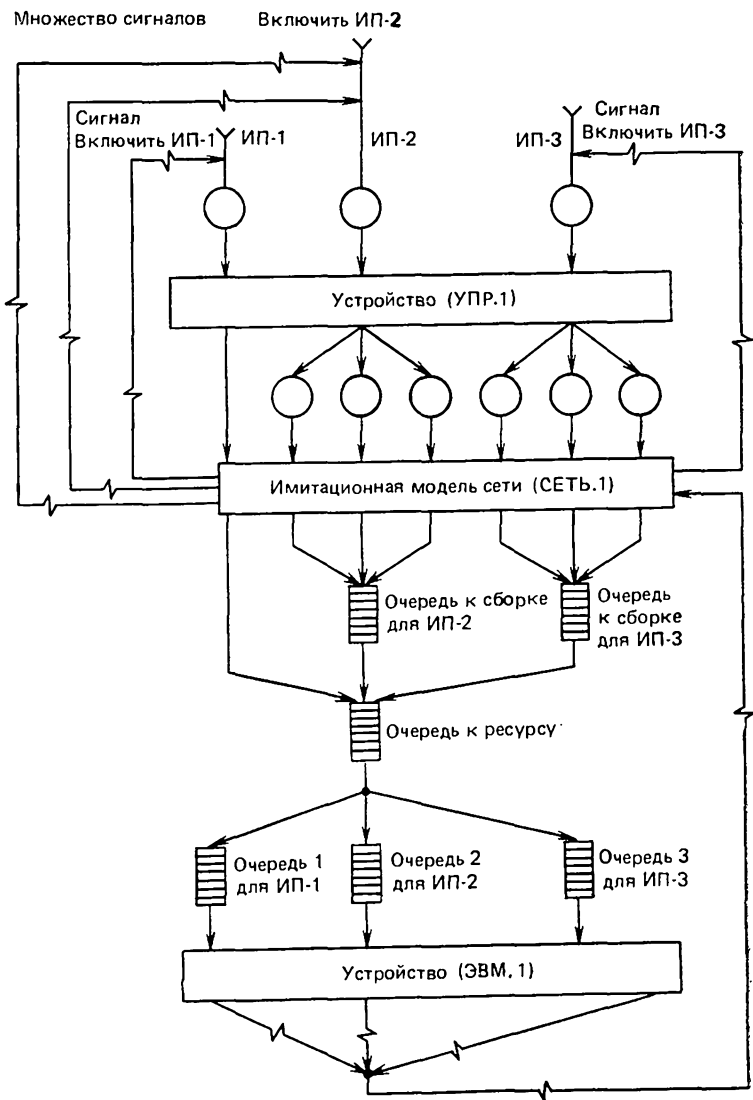 Множество сигналов
Включить ИП-2
Сигнал
Включить ИП-1
ИП-1
ИП-2
ИП-3
Сигнал
Включить ИП-3
Устройство (УПР.1)
Имитационная модель сети (СЕТЬ.1)
Очередь к сборке
для ИП-2
Очередь
к сборке
для ИП-3
Очередь к ресурсу
Очередь 1
для ИП-1
Очередь 2
для ИП-2
Очередь 3
для ИП-3
Устройство (ЭВМ.1)